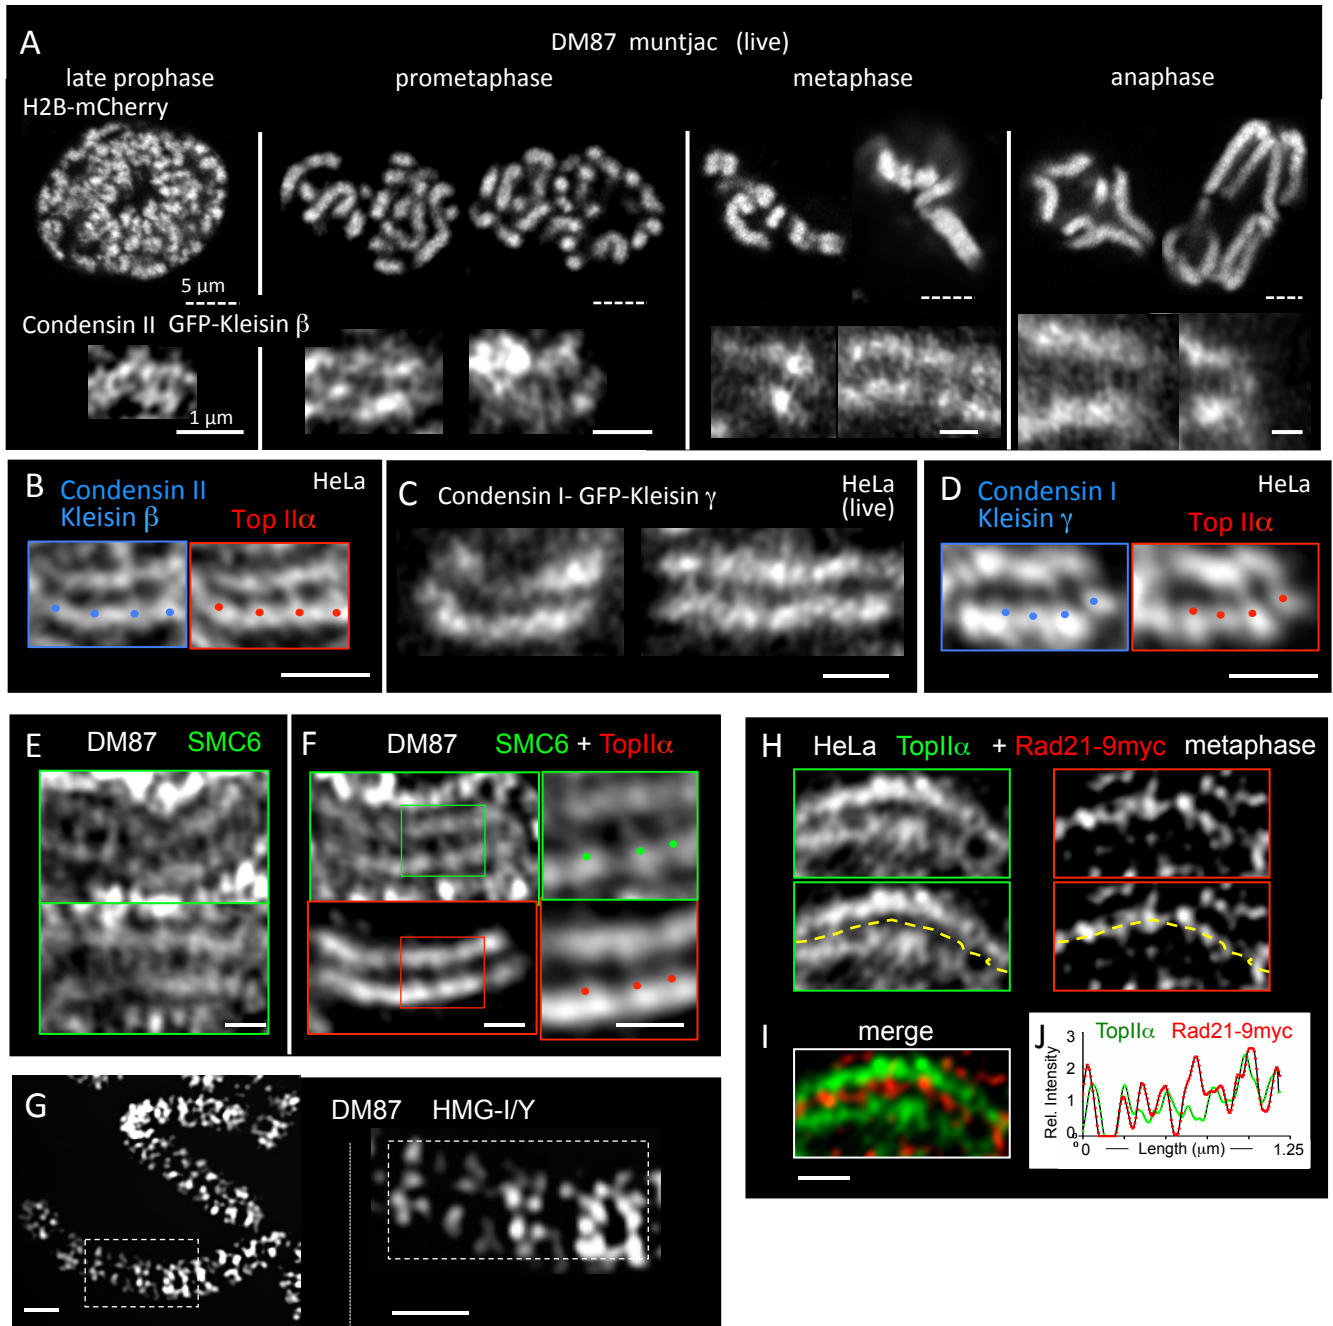 A
DM87 muntjac (live)
late prophase prometaphase metaphase anaphase
H2B-mCherry
5 µm
Condensin II GFP-Kleisin β
1 µm
B
Condensin II
Kleisin β
HeLa
Top IIα
C
Condensin I- GFP-Kleisin γ
HeLa
(live)
D
Condensin I
Kleisin γ
HeLa
Top IIα
E
DM87 SMC6
F
DM87 SMC6 + TopIIα
G
DM87 HMG-I/Y
H
HeLa TopIIα + Rad21-9myc metaphase
I
merge
J
TopIIα Rad21-9myc
Rel. Intensity
3
2
1
0
0 Length (µm) 1.25